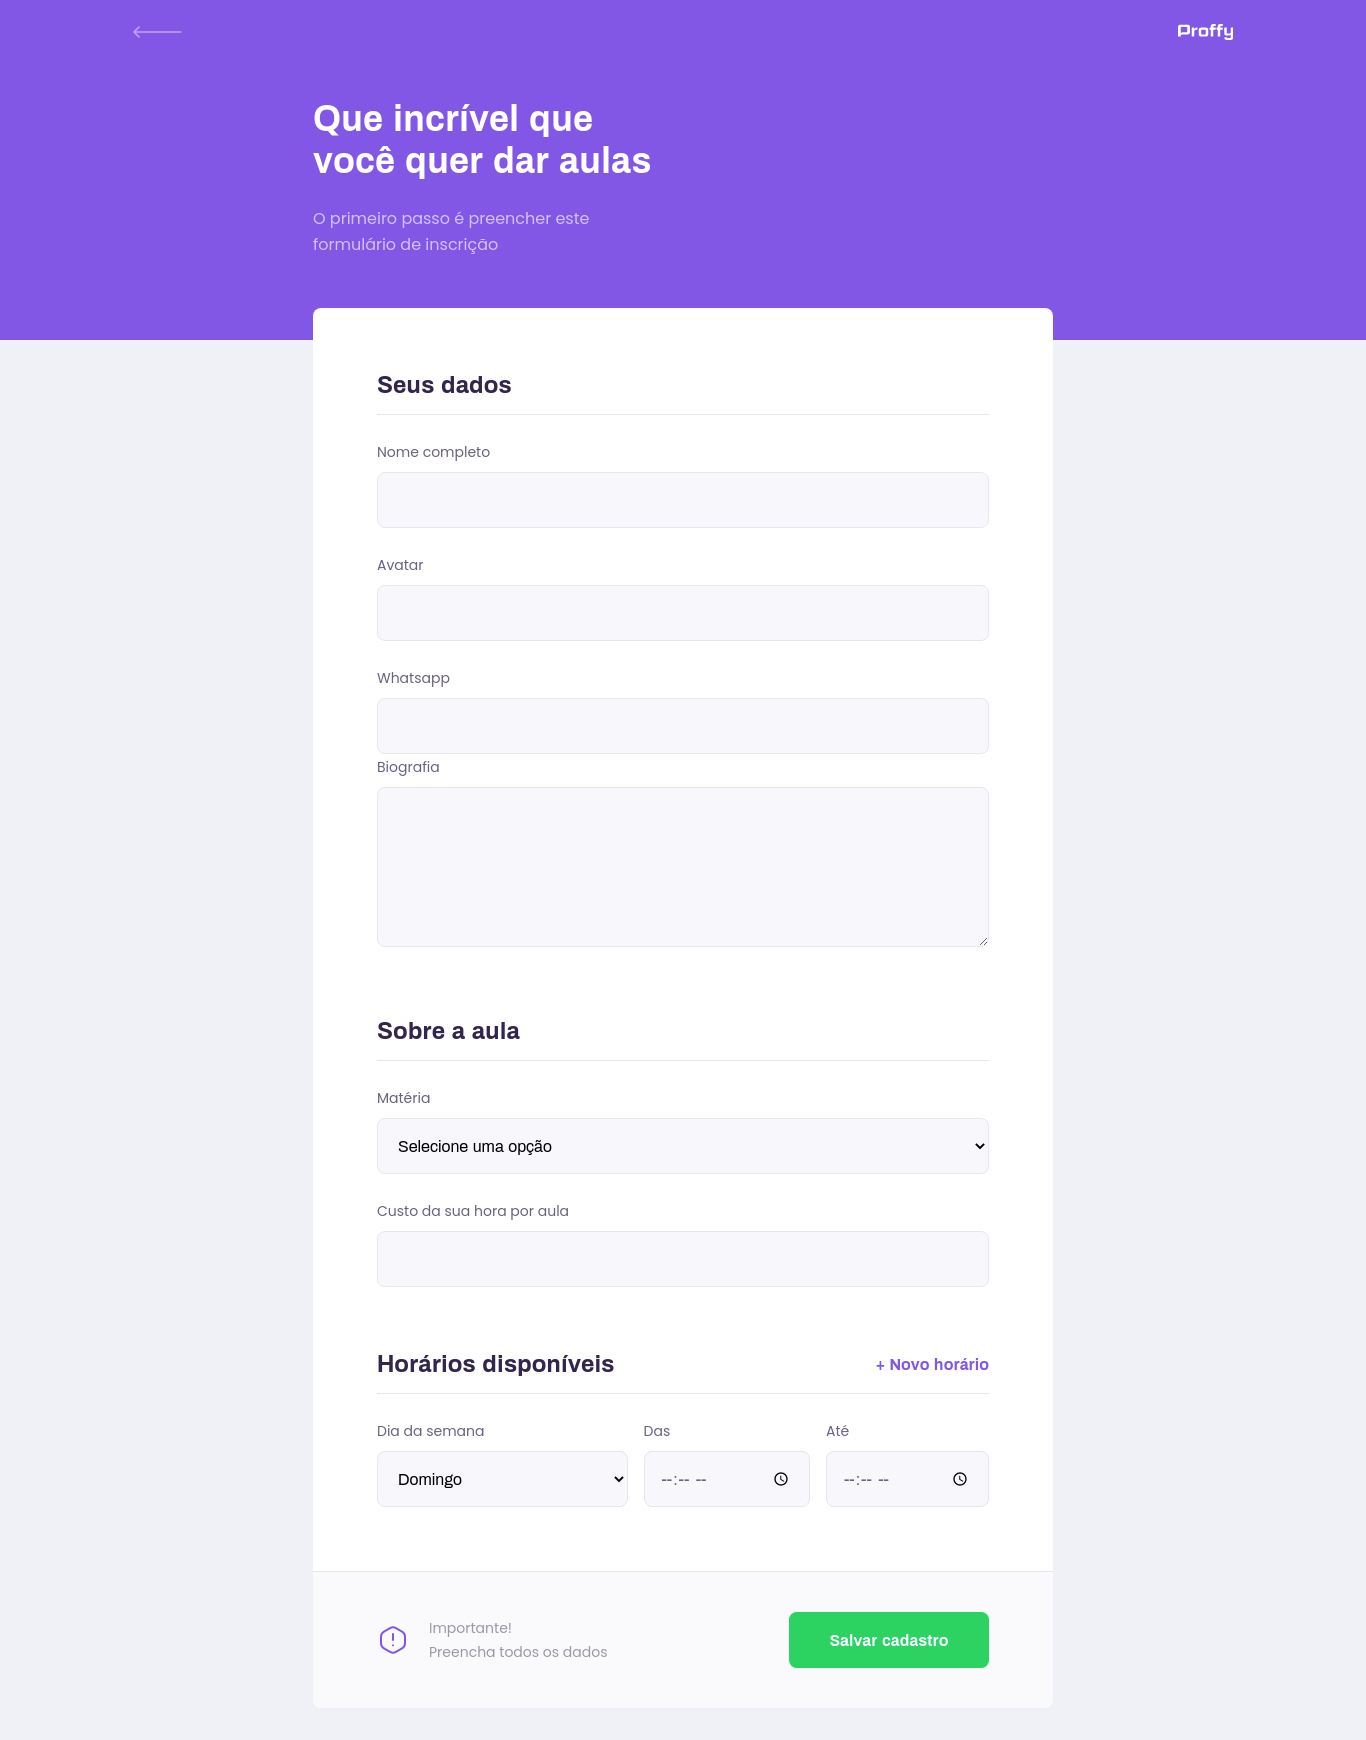 Proffy
Que incrível que
você quer dar aulas
O primeiro passo é preencher este
formulário de inscrição
Seus dados
Nome completo
Avatar
Whatsapp
Biografia
Sobre a aula
Matéria
Selecione uma opção
Custo da sua hora por aula
Horários disponíveis + Novo horário
Dia da semana Das Até
Domingo --:-- -- --:-- --
Importante!
Preencha todos os dados
Salvar cadastro